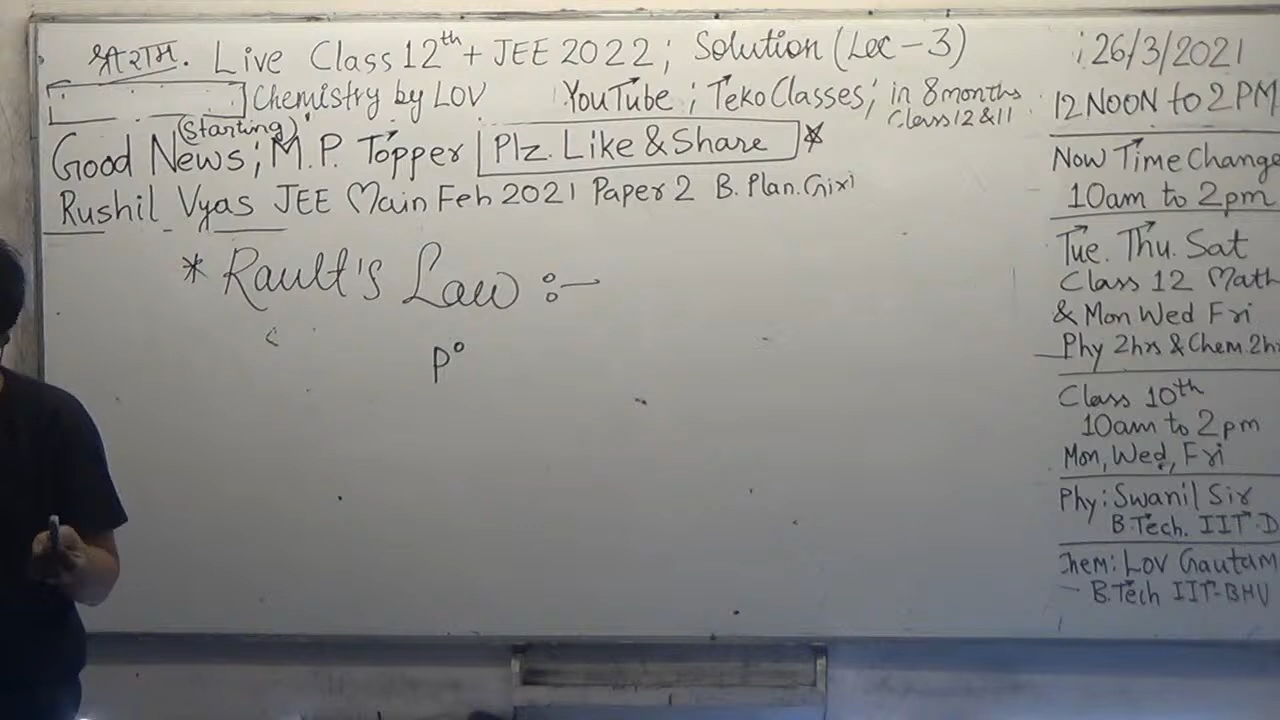 श्री राम. Live Class 12th + JEE 2022; Solution (Lec - 3)
Chemistry by LOV YouTube; TekoClasses; in 8 months
Class 12 & 11
(Starting)
Good News; M.P. Topper Plz. Like & Share *
Rushil Vyas JEE Main Feb 2021 Paper 2 B. Plan.
* Rault's Law :-
P°
: 26/3/2021
12 NOON to 2 PM
Now Time Change
10am to 2pm
Tue. Thu. Sat
Class 12 Math
& Mon Wed Fri
Phy 2hrs & Chem. 2hr
Class 10th
10am to 2pm
Mon, Wed, Fri
Phy: Swanil Sir
B.Tech. IIT-D
Chem: Lov Gautam
B.Tech IIT-BHU